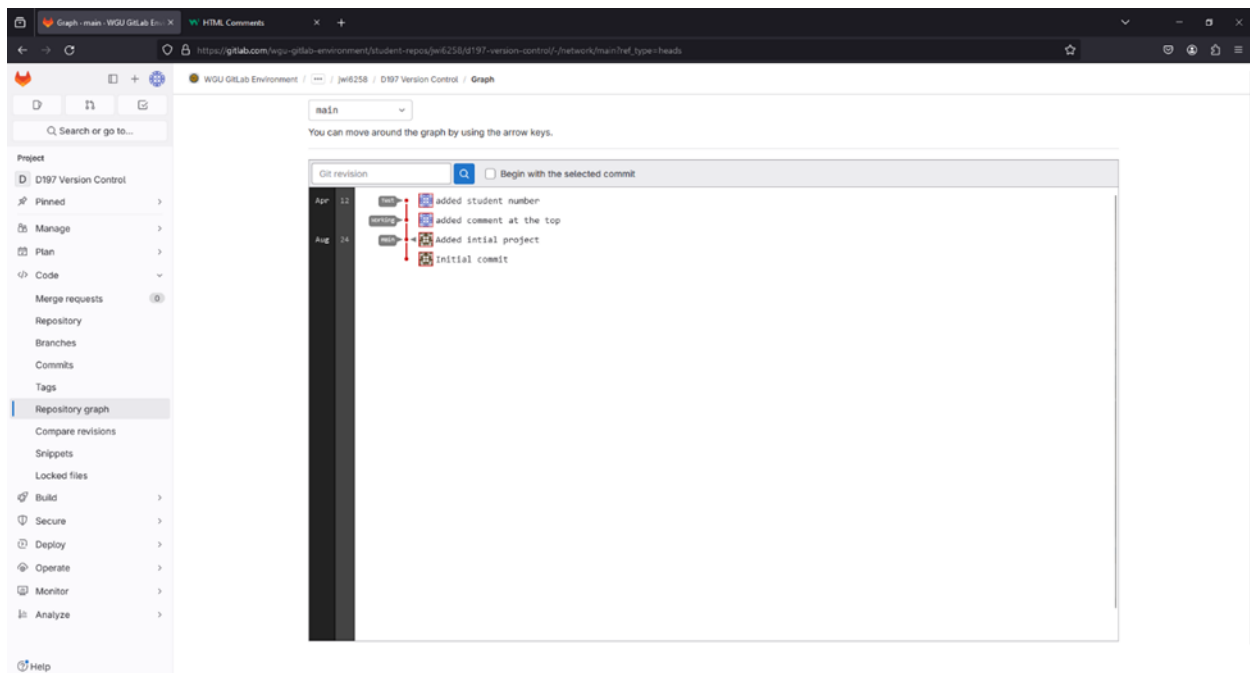 Graph · main · WGU GitLab Env
HTML Comments
https://gitlab.com/wgu-gitlab-environment/student-repos/jwi6258/d197-version-control/-/network/main?ref_type=heads
WGU GitLab Environment / ... / jwi6258 / D197 Version Control / Graph
Search or go to...
Project
D D197 Version Control
Pinned
Manage
Plan
Code
Merge requests 0
Repository
Branches
Commits
Tags
Repository graph
Compare revisions
Snippets
Locked files
Build
Secure
Deploy
Operate
Monitor
Analyze
Help
main
You can move around the graph by using the arrow keys.
Git revision
Begin with the selected commit
Apr 12 added student number
working added comment at the top
Aug 24 main Added intial project
Initial commit